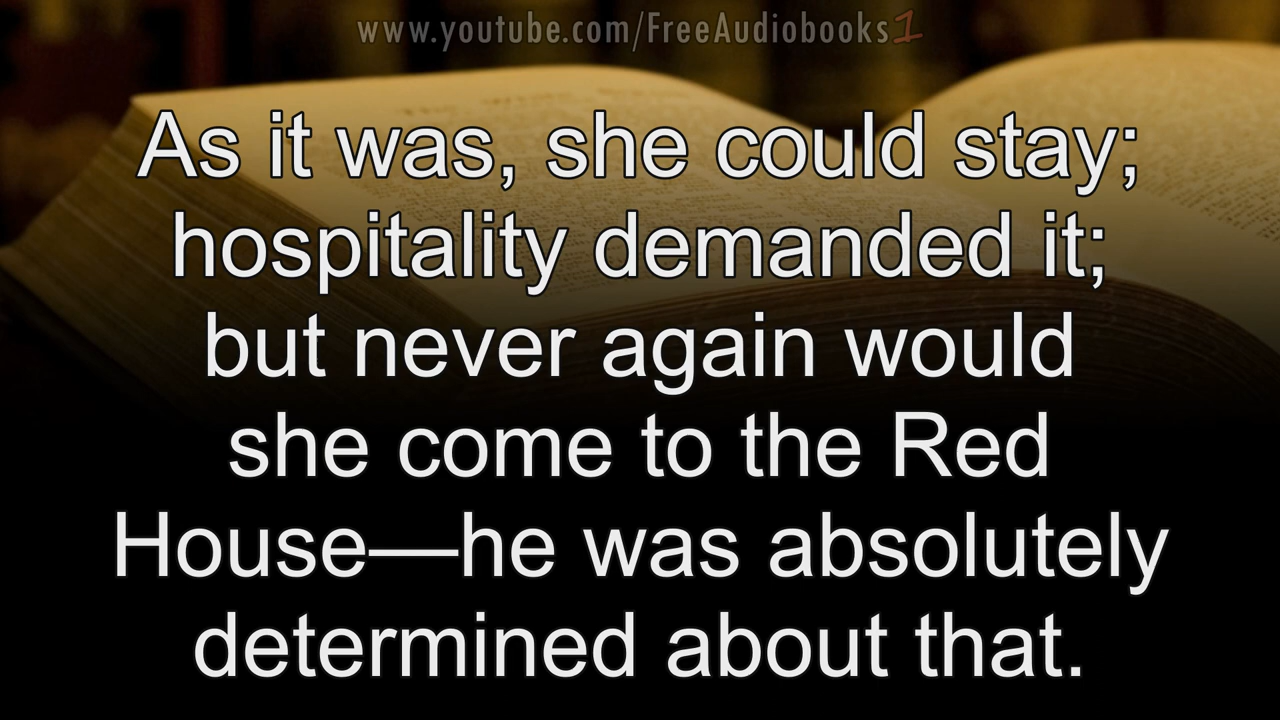 www.youtube.com/FreeAudiobooks1
As it was, she could stay;
hospitality demanded it;
but never again would
she come to the Red
House—he was absolutely
determined about that.